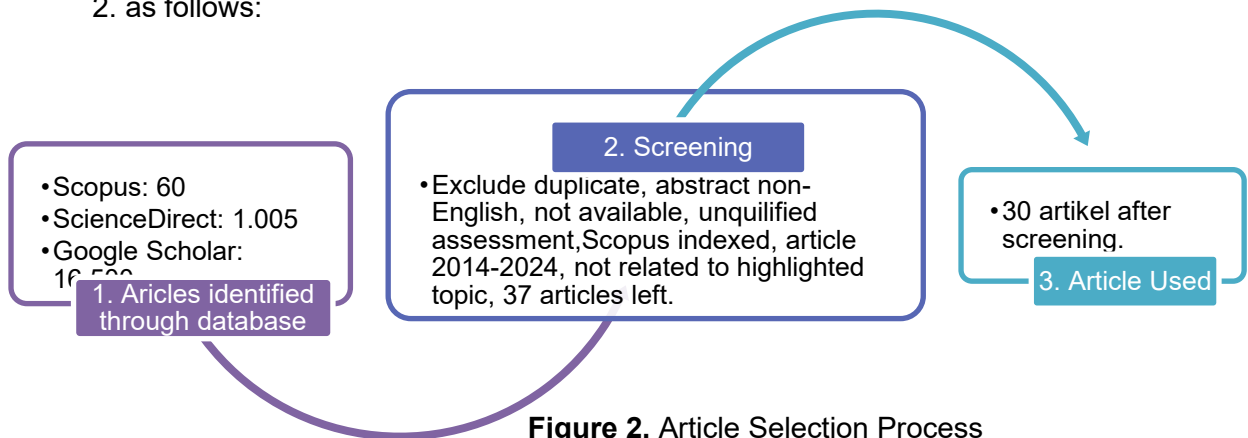 2. as follows:
•Scopus: 60
•ScienceDirect: 1.005
•Google Scholar:
1. Aricles identified
through database
2. Screening
•Exclude duplicate, abstract non-
English, not available, unquilified
assessment,Scopus indexed, article
2014-2024, not related to highlighted
topic, 37 articles left.
•30 artikel after
screening.
3. Article Used
Figure 2. Article Selection Process